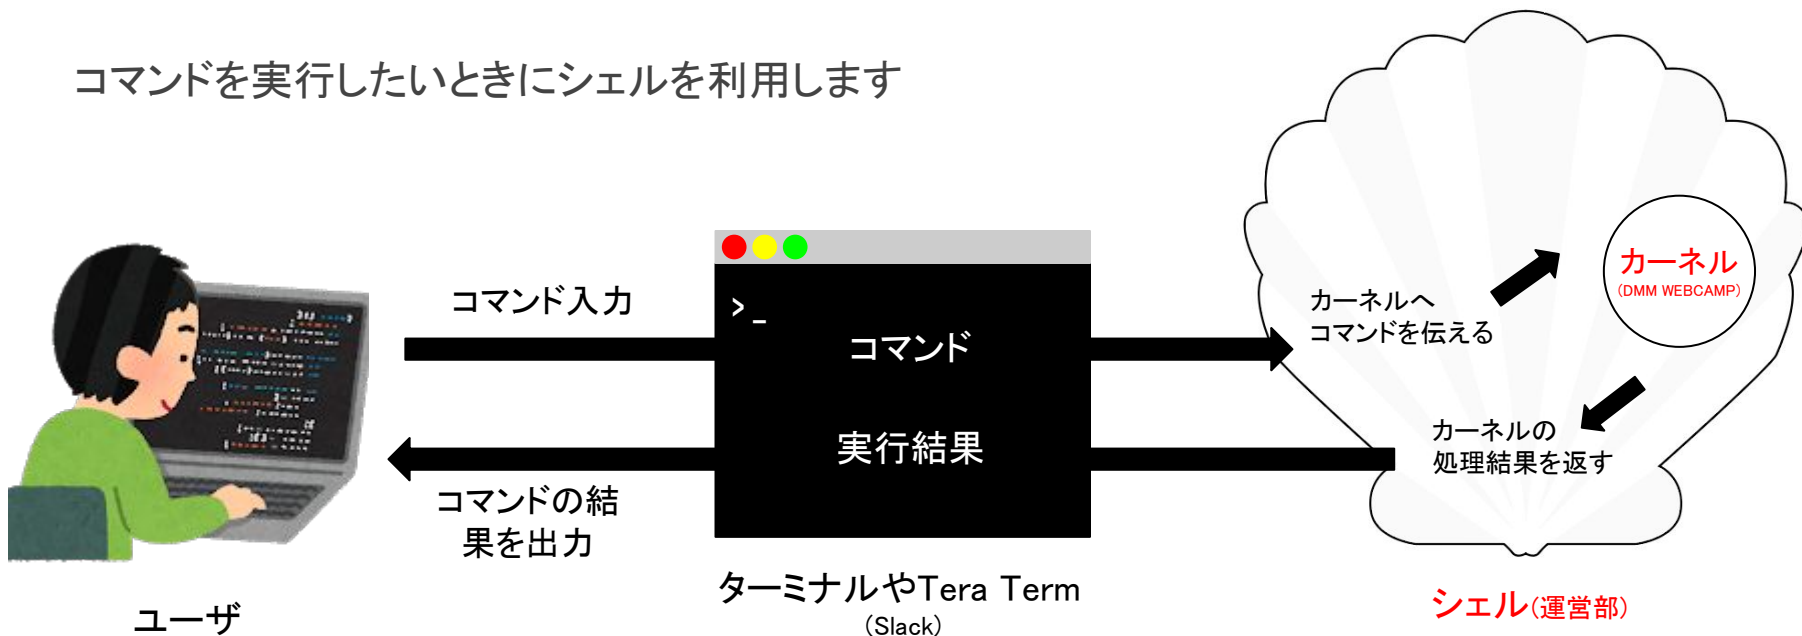 コマンドを実行したいときにシェルを利用します
コマンド入力
>_
コマンド
実行結果
コマンドの結
果を出力
ユーザ
ターミナルやTera Term
(Slack)
カーネルへ
コマンドを伝える
カーネル
(DMM WEBCAMP)
カーネルの
処理結果を返す
シェル(運営部)